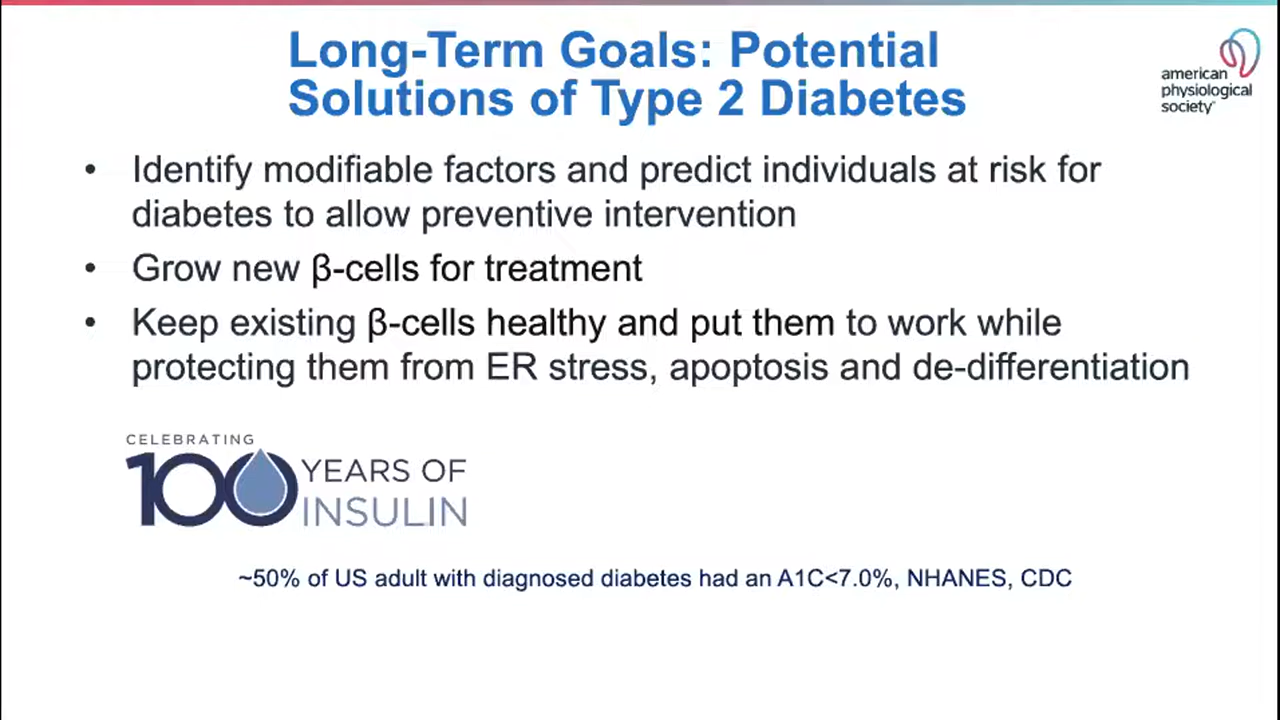 Long-Term Goals: Potential
Solutions of Type 2 Diabetes
american
physiological
society
• Identify modifiable factors and predict individuals at risk for
diabetes to allow preventive intervention
• Grow new β-cells for treatment
• Keep existing β-cells healthy and put them to work while
protecting them from ER stress, apoptosis and de-differentiation
CELEBRATING
100 YEARS OF
INSULIN
~50% of US adult with diagnosed diabetes had an A1C<7.0%, NHANES, CDC